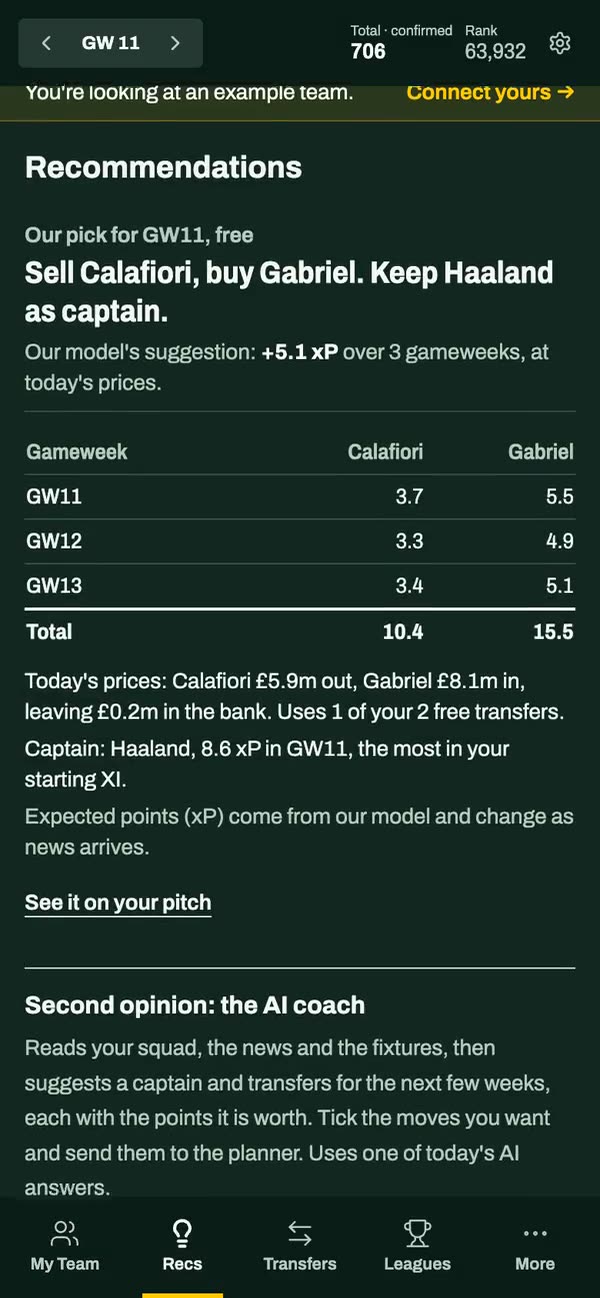 GW 11
Total · confirmed Rank
706 63,932
You're looking at an example team. Connect yours →
Recommendations
Our pick for GW11, free
Sell Calafiori, buy Gabriel. Keep Haaland
as captain.
Our model's suggestion: +5.1 xP over 3 gameweeks, at
today's prices.
Gameweek Calafiori Gabriel
GW11 3.7 5.5
GW12 3.3 4.9
GW13 3.4 5.1
Total 10.4 15.5
Today's prices: Calafiori £5.9m out, Gabriel £8.1m in,
leaving £0.2m in the bank. Uses 1 of your 2 free transfers.
Captain: Haaland, 8.6 xP in GW11, the most in your
starting XI.
Expected points (xP) come from our model and change as
news arrives.
See it on your pitch
Second opinion: the AI coach
Reads your squad, the news and the fixtures, then
suggests a captain and transfers for the next few weeks,
each with the points it is worth. Tick the moves you want
and send them to the planner. Uses one of today's AI
answers.
My Team Recs Transfers Leagues More